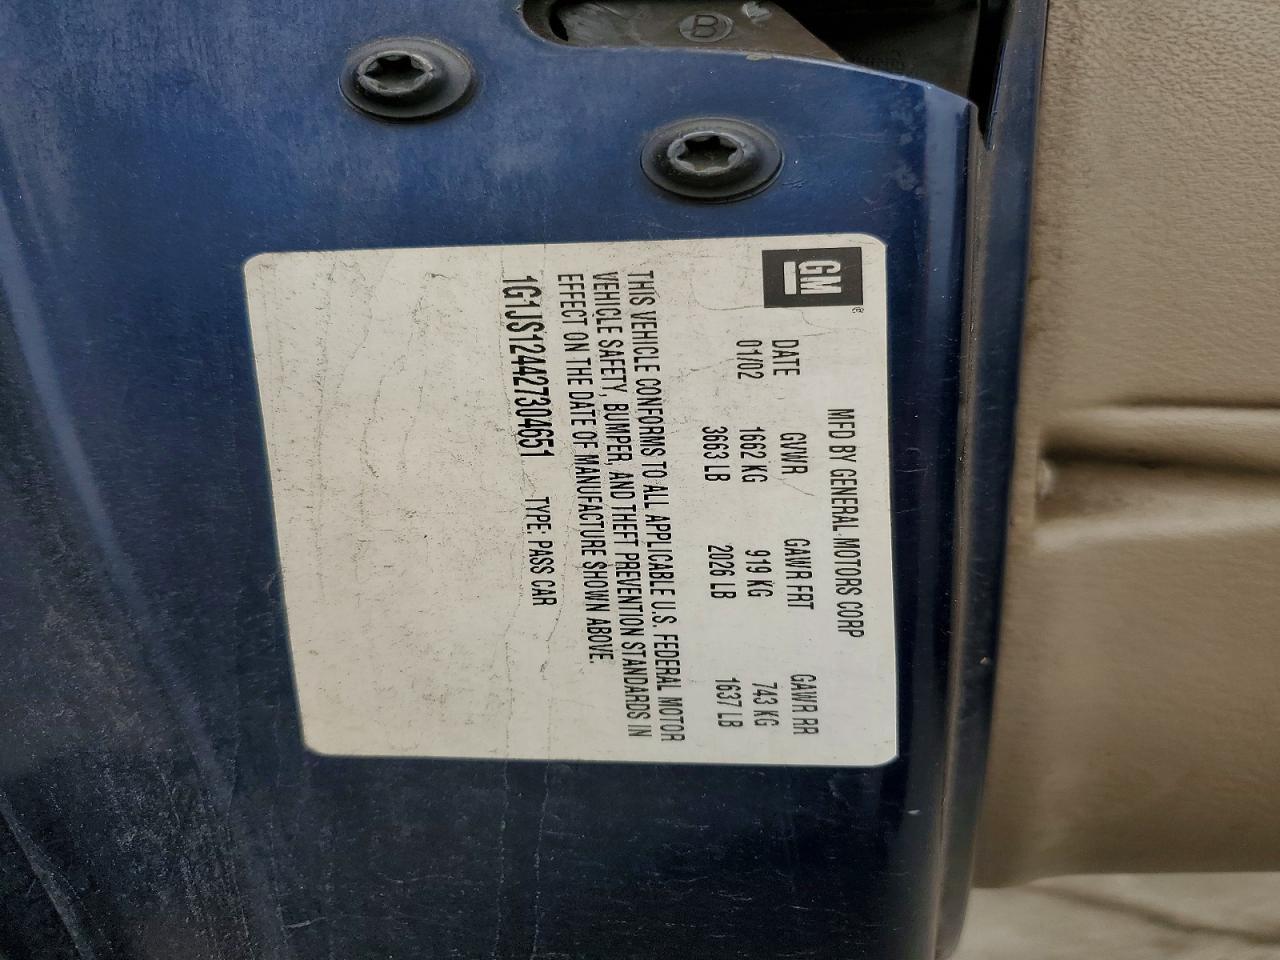 GM
MFD BY GENERAL MOTORS CORP
DATE GVWR GAWR FRT GAWR RR
01/02 1662 KG 919 KG 743 KG
3663 LB 2026 LB 1637 LB
THIS VEHICLE CONFORMS TO ALL APPLICABLE U.S. FEDERAL MOTOR
VEHICLE SAFETY, BUMPER, AND THEFT PREVENTION STANDARDS IN
EFFECT ON THE DATE OF MANUFACTURE SHOWN ABOVE.
1G1JS124427304651 TYPE: PASS CAR
B